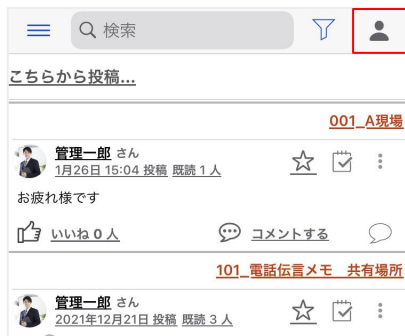 検索
こちらから投稿...
001_A現場
管理一郎 さん
1月26日 15:04 投稿 既読 1 人
お疲れ様です
いいね 0 人 コメントする
101_電話伝言メモ　共有場所
管理一郎 さん
2021年12月21日 投稿 既読 3 人